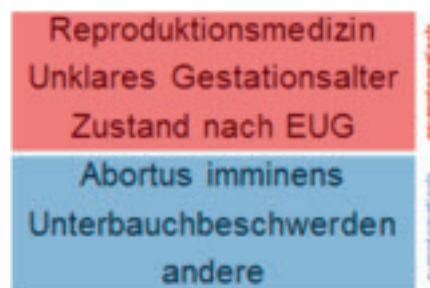 Reproduktionsmedizin
Unklares Gestationsalter
Zustand nach EUG
Abortus imminens
Unterbauchbeschwerden
andere